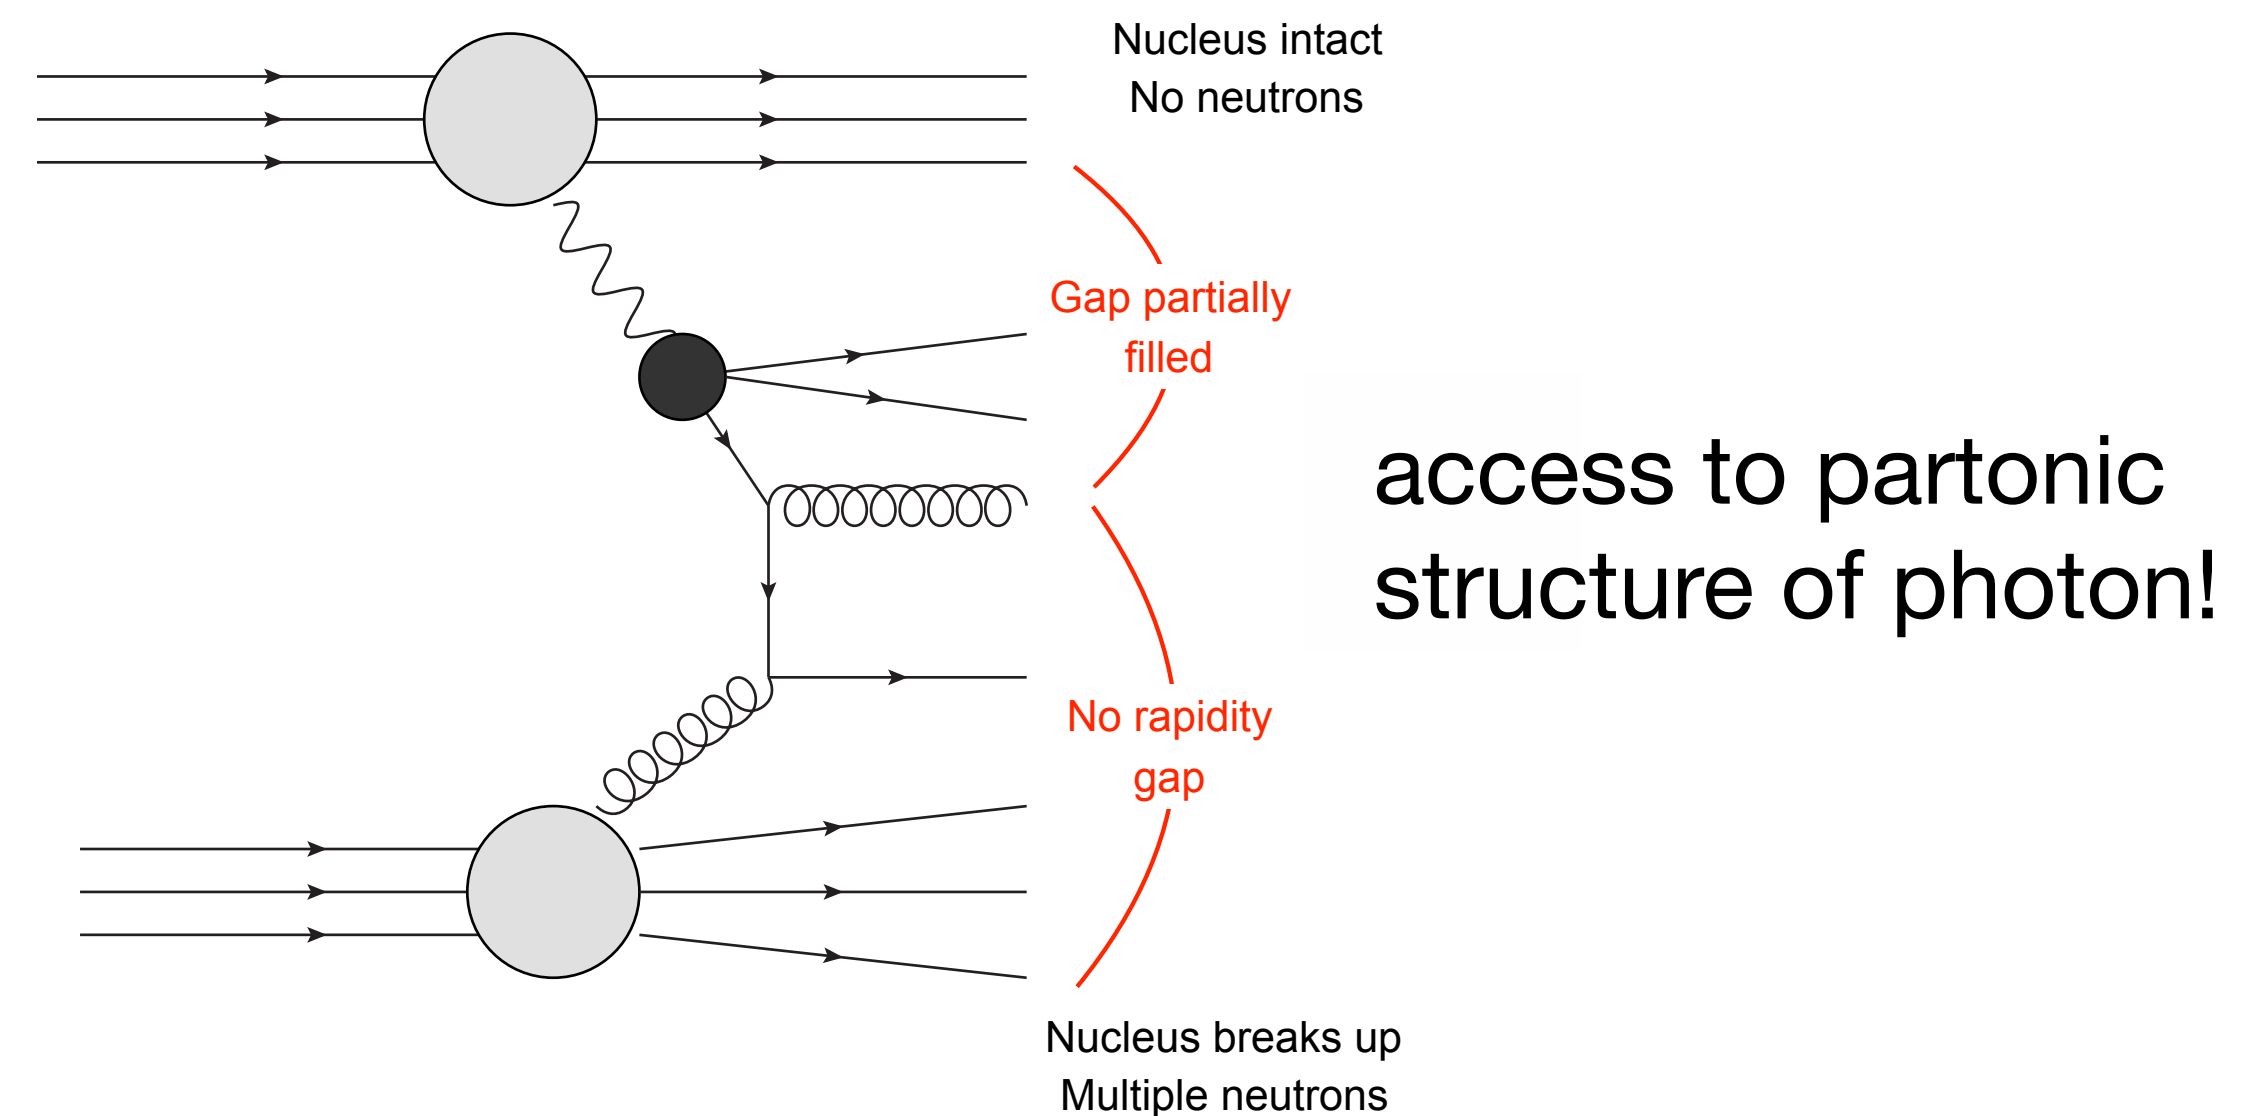 Nucleus intact
No neutrons
Gap partially
filled
access to partonic
structure of photon!
No rapidity
gap
Nucleus breaks up
Multiple neutrons